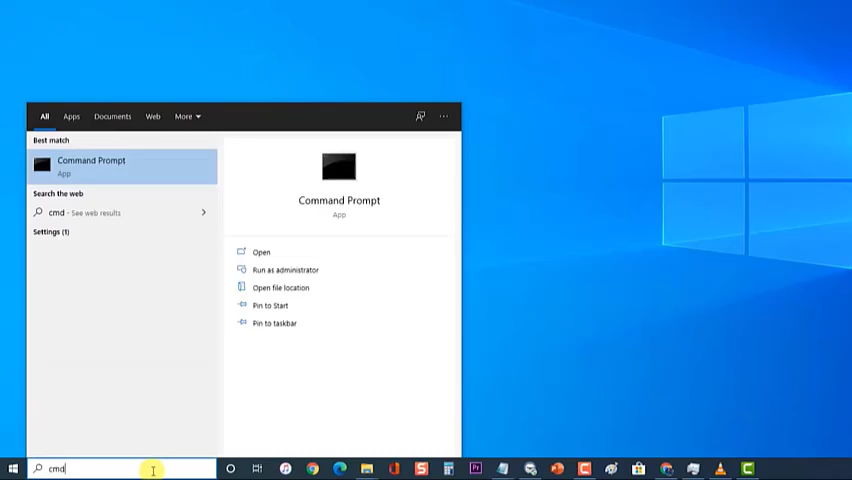 All Apps Documents Web More
Best match
Command Prompt
App
Search the web
cmd - See web results
Settings (1)
Command Prompt
App
Open
Run as administrator
Open file location
Pin to Start
Pin to taskbar
cmd